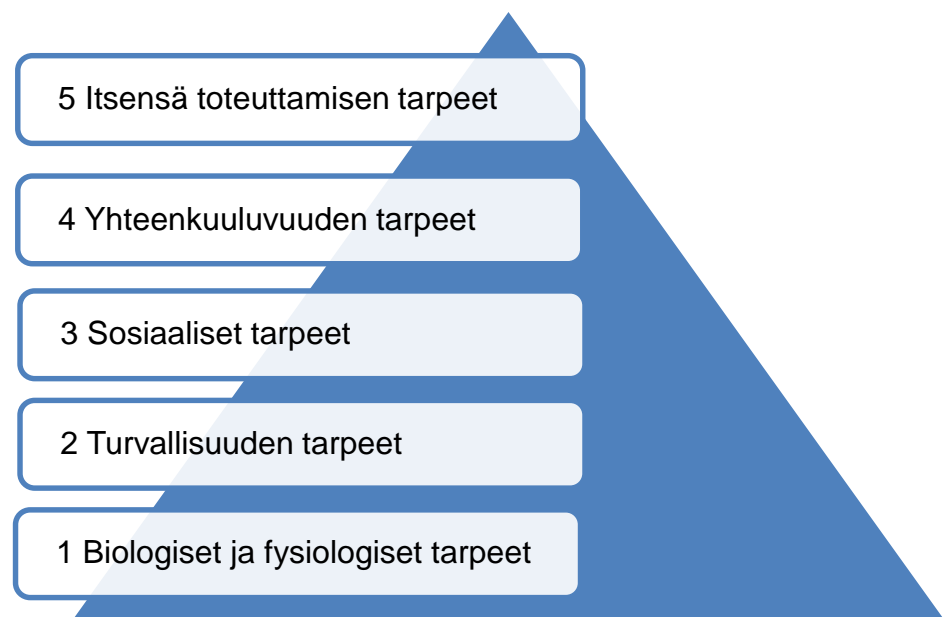 5 Itsensä toteuttamisen tarpeet
4 Yhteenkuuluvuuden tarpeet
3 Sosiaaliset tarpeet
2 Turvallisuuden tarpeet
1 Biologiset ja fysiologiset tarpeet